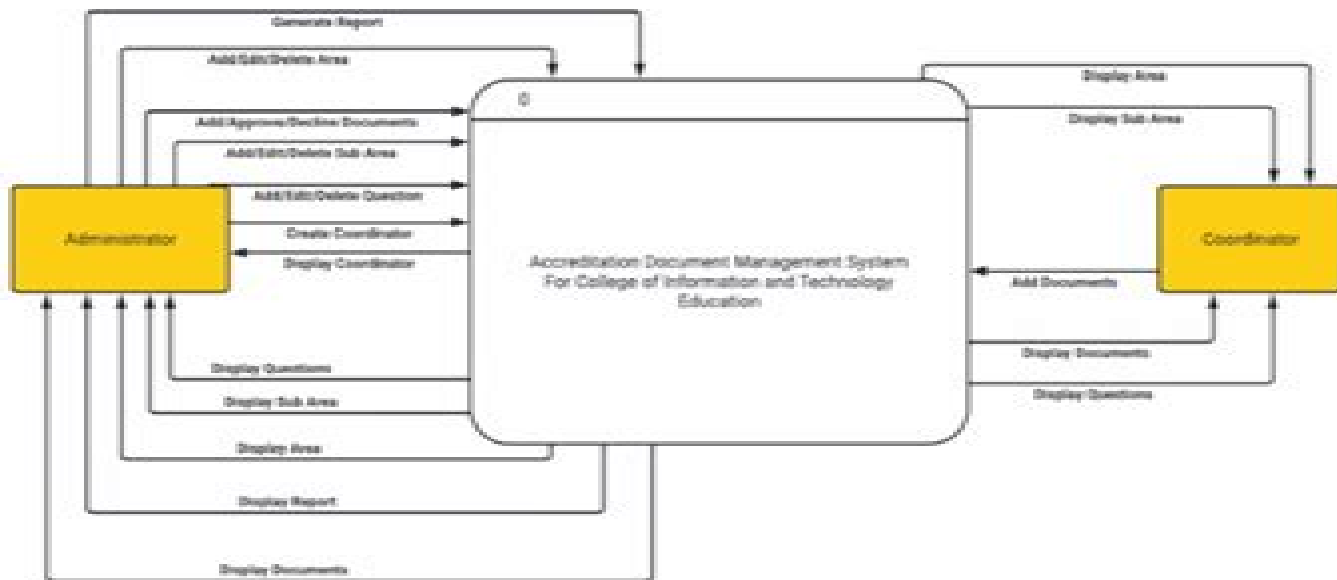 Generate Report
Add/Edit/Delete Area
Display Area
0
Display Sub Area
Add/Approve/Decline Documents
Add/Edit/Delete Sub Area
Add/Edit/Delete Question
Create Coordinator
Administrator
Coordinator
Display Coordinator
Accreditation Document Management System
For College of Information and Technology
Education
Add Documents
Display Documents
Display Questions
Display Questions
Display Sub Area
Display Area
Display Report
Display Documents